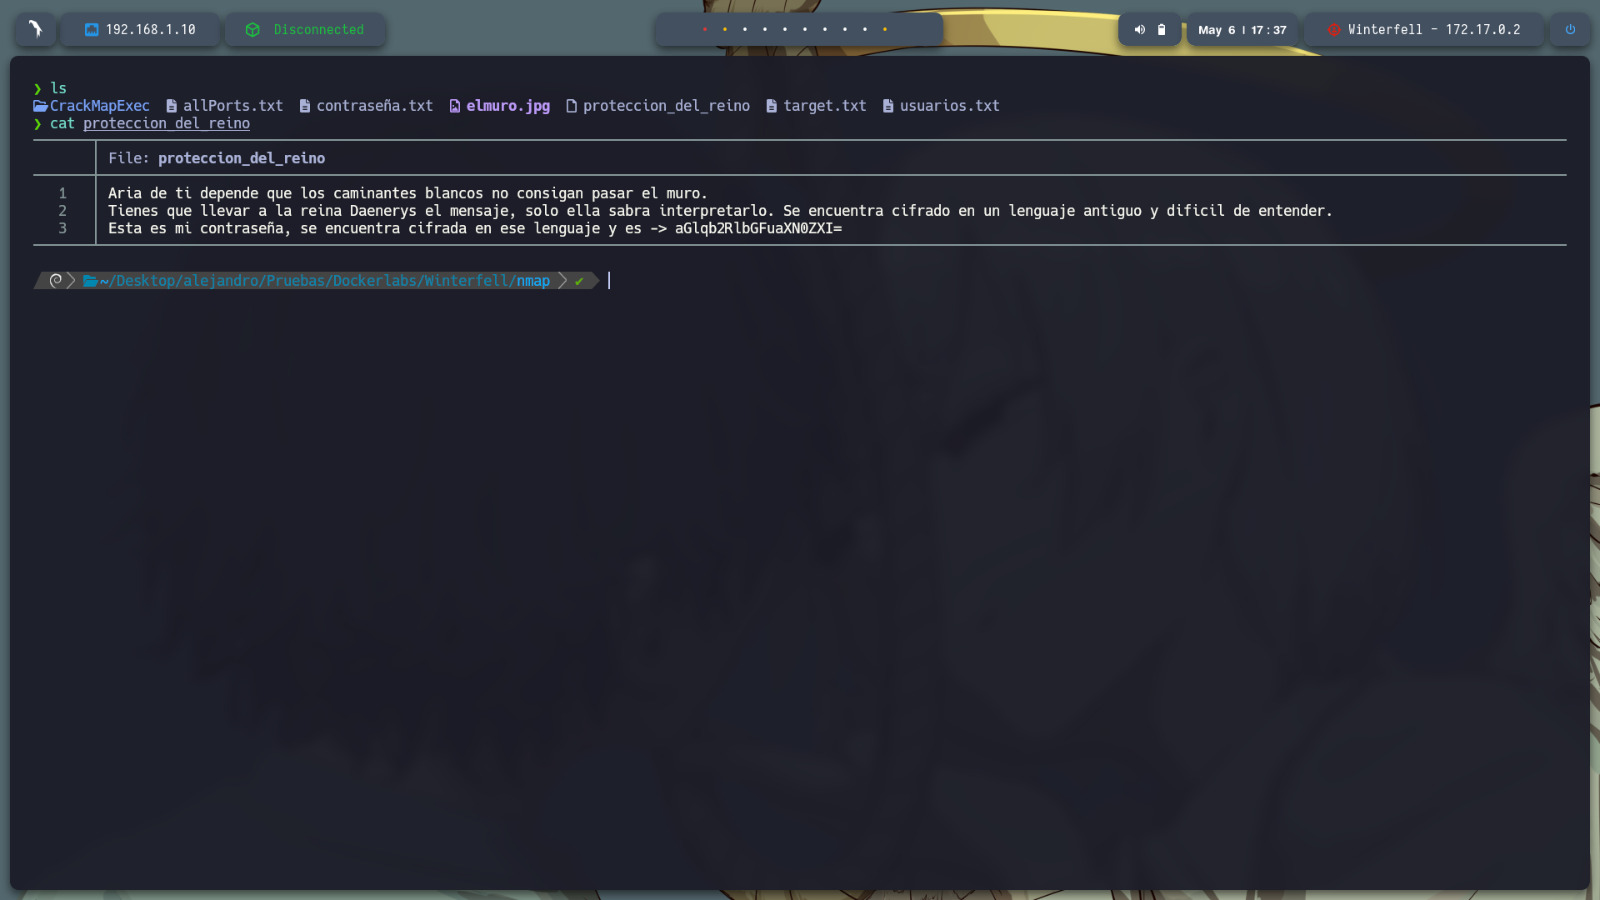 192.168.1.10 Disconnected May 6 | 17:37 Winterfell - 172.17.0.2
❯ ls
CrackMapExec allPorts.txt contraseña.txt elmuro.jpg proteccion_del_reino target.txt usuarios.txt
❯ cat proteccion_del_reino
File: proteccion_del_reino
1 Aria de ti depende que los caminantes blancos no consigan pasar el muro.
2 Tienes que llevar a la reina Daenerys el mensaje, solo ella sabra interpretarlo. Se encuentra cifrado en un lenguaje antiguo y dificil de entender.
3 Esta es mi contraseña, se encuentra cifrada en ese lenguaje y es -> aGlqb2RlbGFuaXN0ZXI=
~/Desktop/alejandro/Pruebas/Dockerlabs/Winterfell/nmap ✔